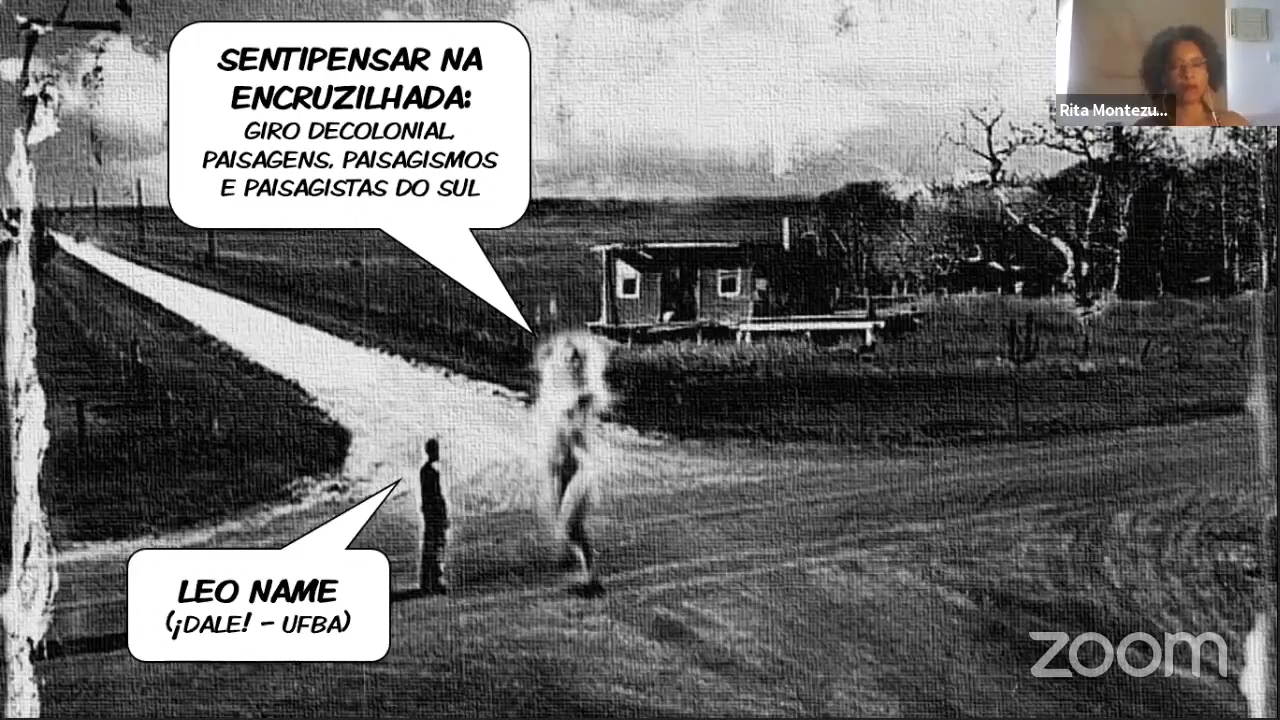 SENTIPENSAR NA
ENCRUZILHADA:
GIRO DECOLONIAL,
PAISAGENS, PAISAGISMOS
E PAISAGISTAS DO SUL
Rita Montezu...
LEO NAME
(¡DALE! - UFBA)
zoom